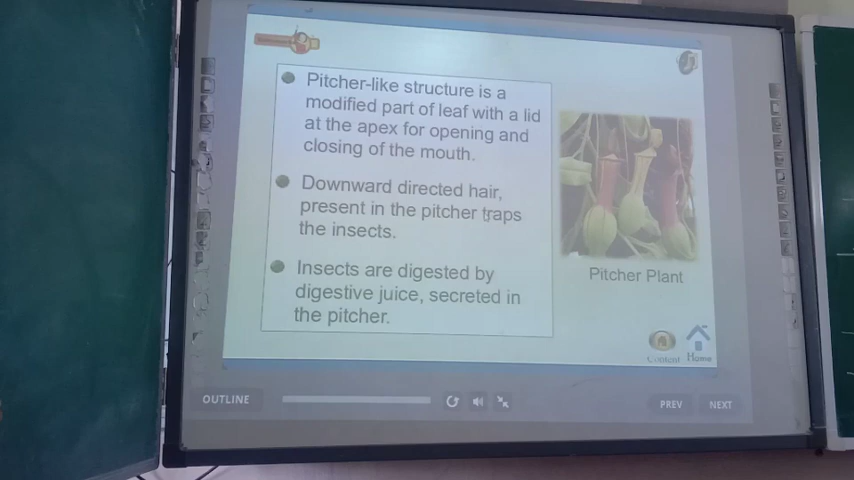 Pitcher-like structure is a
modified part of leaf with a lid
at the apex for opening and
closing of the mouth.
Downward directed hair,
present in the pitcher traps
the insects.
Insects are digested by
digestive juice, secreted in
the pitcher.
Pitcher Plant
Content
Home
OUTLINE
PREV
NEXT